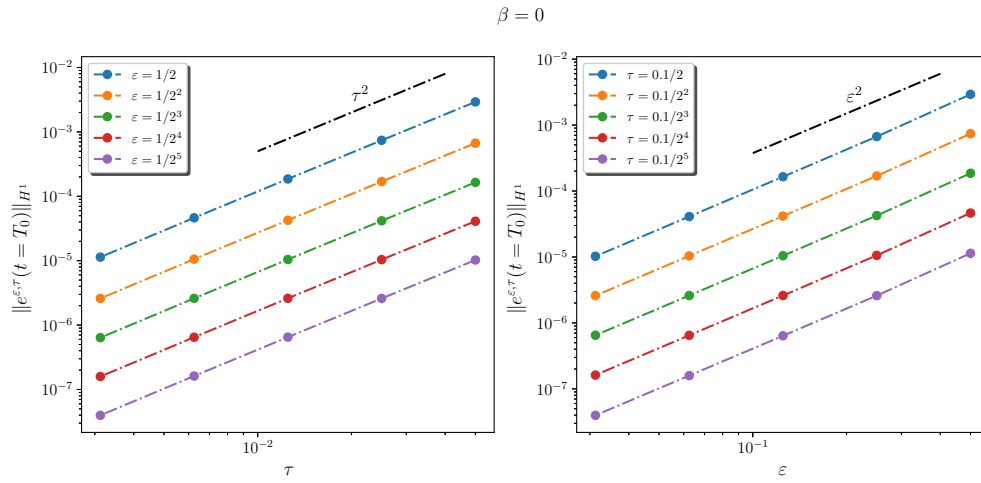 β = 0
10⁻²
10⁻³
10⁻⁴
10⁻⁵
10⁻⁶
10⁻⁷
||e^{ε,τ}(t = T₀)||_{H¹}
ε = 1/2
ε = 1/2²
ε = 1/2³
ε = 1/2⁴
ε = 1/2⁵
τ²
10⁻²
τ
10⁻²
10⁻³
10⁻⁴
10⁻⁵
10⁻⁶
10⁻⁷
||e^{ε,τ}(t = T₀)||_{H¹}
τ = 0.1/2
τ = 0.1/2²
τ = 0.1/2³
τ = 0.1/2⁴
τ = 0.1/2⁵
ε²
10⁻¹
ε